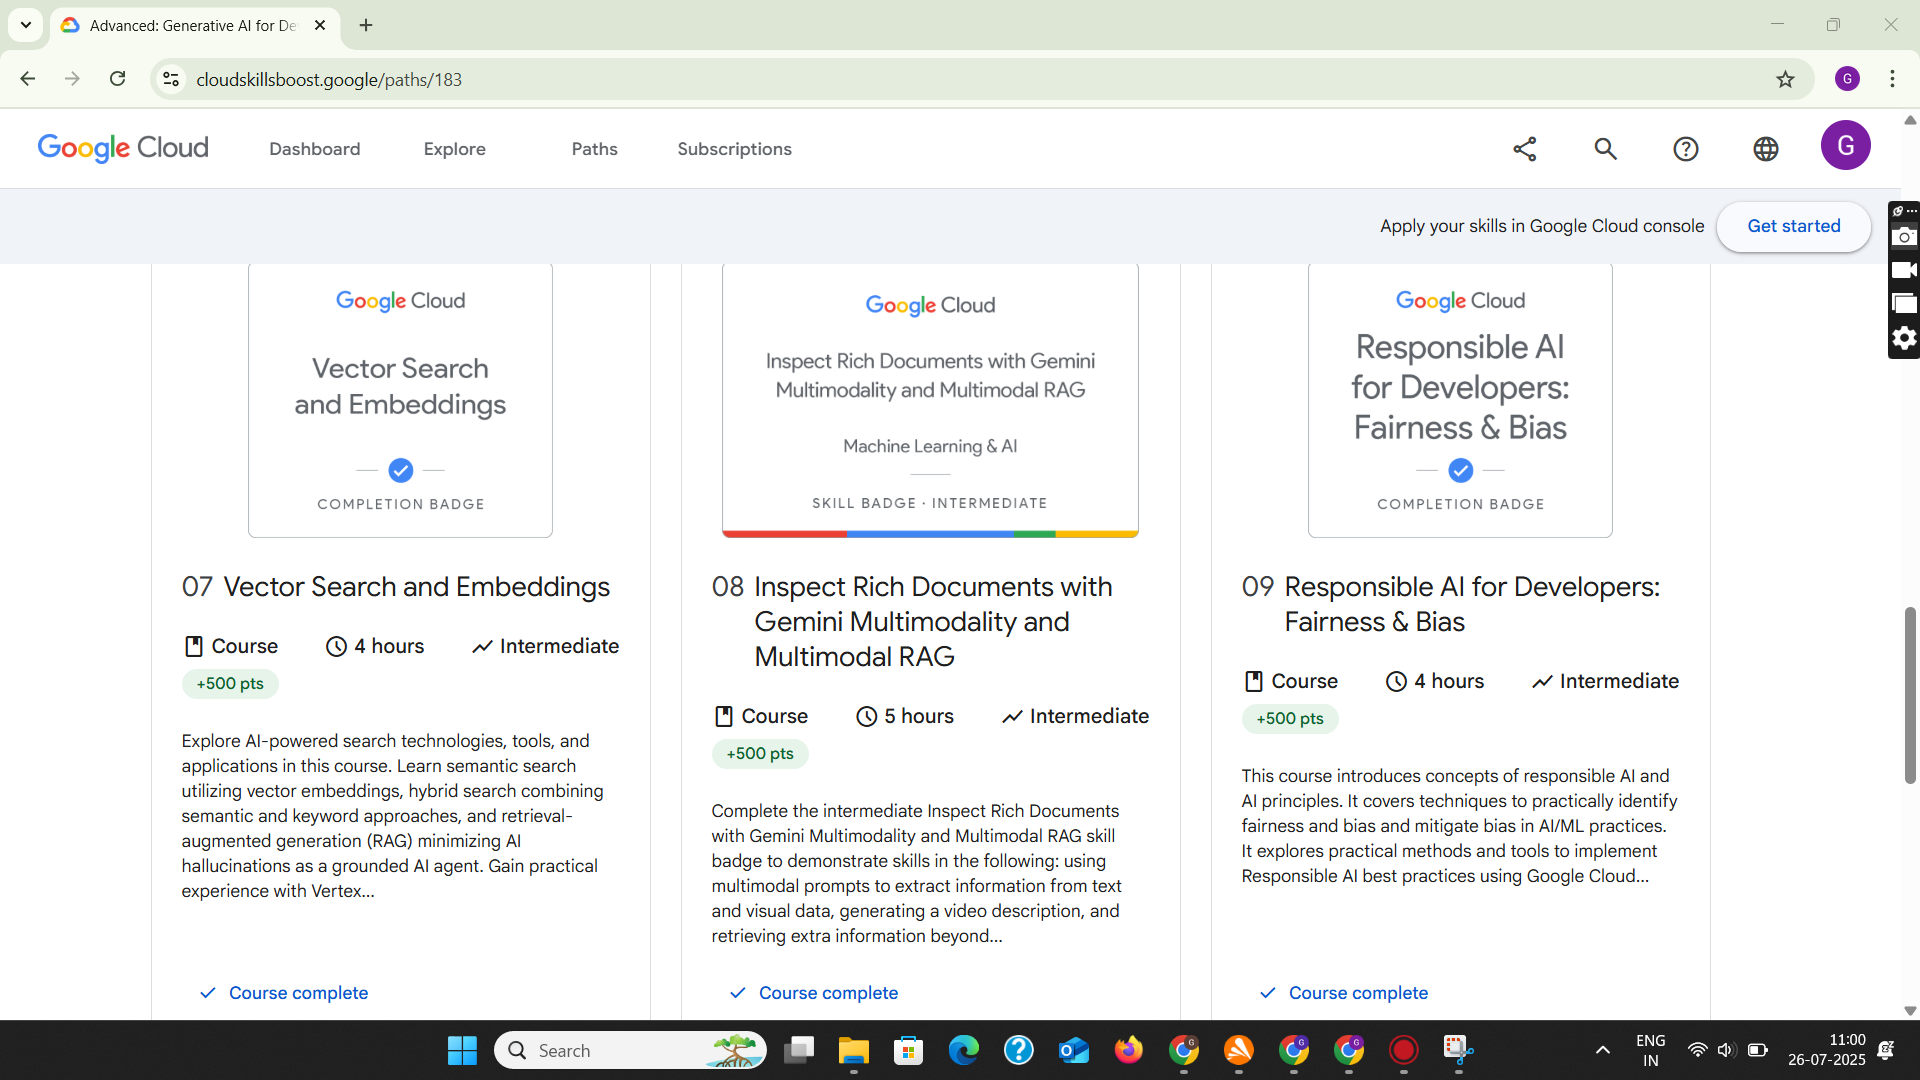 Advanced: Generative AI for De
cloudskillsboost.google/paths/183
G
Google Cloud
Dashboard
Explore
Paths
Subscriptions
G
Apply your skills in Google Cloud console
Get started
Google Cloud
Vector Search
and Embeddings
COMPLETION BADGE
07 Vector Search and Embeddings
Course
4 hours
Intermediate
+500 pts
Explore AI-powered search technologies, tools, and
applications in this course. Learn semantic search
utilizing vector embeddings, hybrid search combining
semantic and keyword approaches, and retrieval-
augmented generation (RAG) minimizing AI
hallucinations as a grounded AI agent. Gain practical
experience with Vertex...
Course complete
Google Cloud
Inspect Rich Documents with Gemini
Multimodality and Multimodal RAG
Machine Learning & AI
SKILL BADGE · INTERMEDIATE
08 Inspect Rich Documents with
Gemini Multimodality and
Multimodal RAG
Course
5 hours
Intermediate
+500 pts
Complete the intermediate Inspect Rich Documents
with Gemini Multimodality and Multimodal RAG skill
badge to demonstrate skills in the following: using
multimodal prompts to extract information from text
and visual data, generating a video description, and
retrieving extra information beyond...
Course complete
Google Cloud
Responsible AI
for Developers:
Fairness & Bias
COMPLETION BADGE
09 Responsible AI for Developers:
Fairness & Bias
Course
4 hours
Intermediate
+500 pts
This course introduces concepts of responsible AI and
AI principles. It covers techniques to practically identify
fairness and bias and mitigate bias in AI/ML practices.
It explores practical methods and tools to implement
Responsible AI best practices using Google Cloud...
Course complete
Search
ENG
IN
11:00
26-07-2025